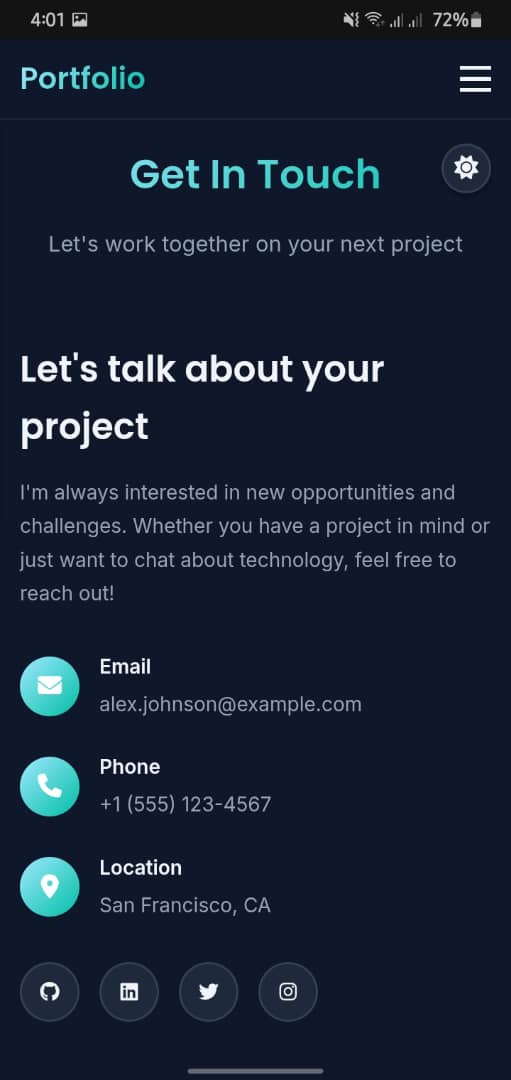 4:01 72%
Portfolio
Get In Touch
Let's work together on your next project
Let's talk about your
project
I'm always interested in new opportunities and
challenges. Whether you have a project in mind or
just want to chat about technology, feel free to
reach out!
Email
alex.johnson@example.com
Phone
+1 (555) 123-4567
Location
San Francisco, CA